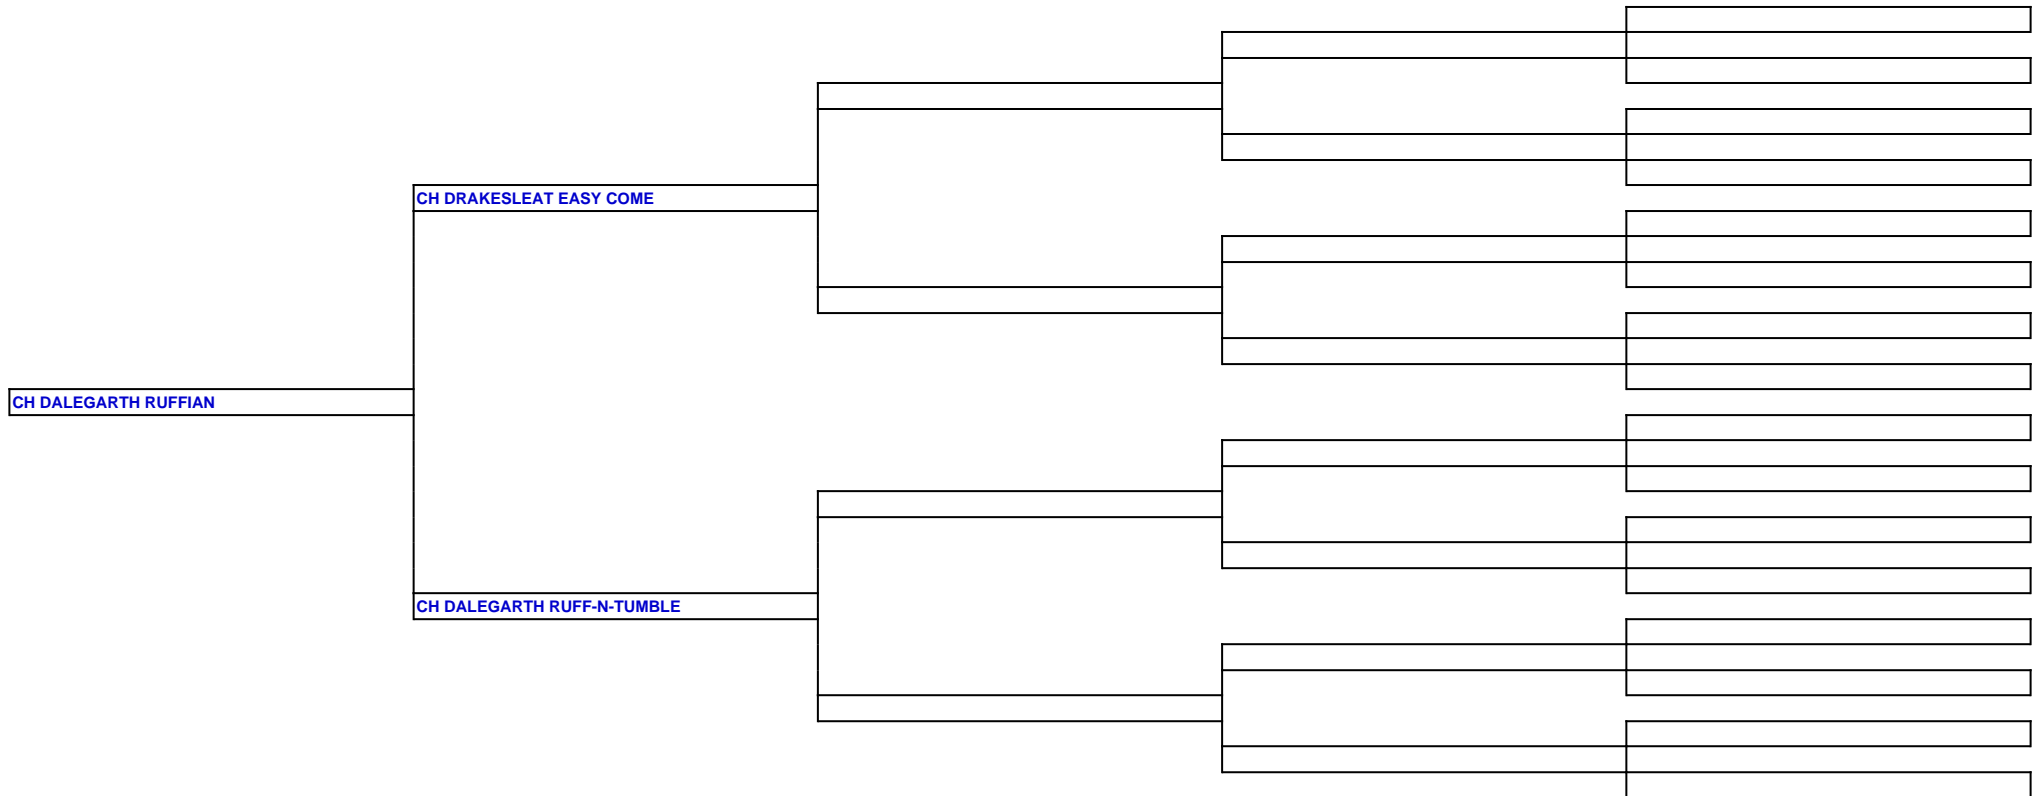 CH DRAKESLEAT EASY COME
CH DALEGARTH RUFFIAN
CH DALEGARTH RUFF-N-TUMBLE